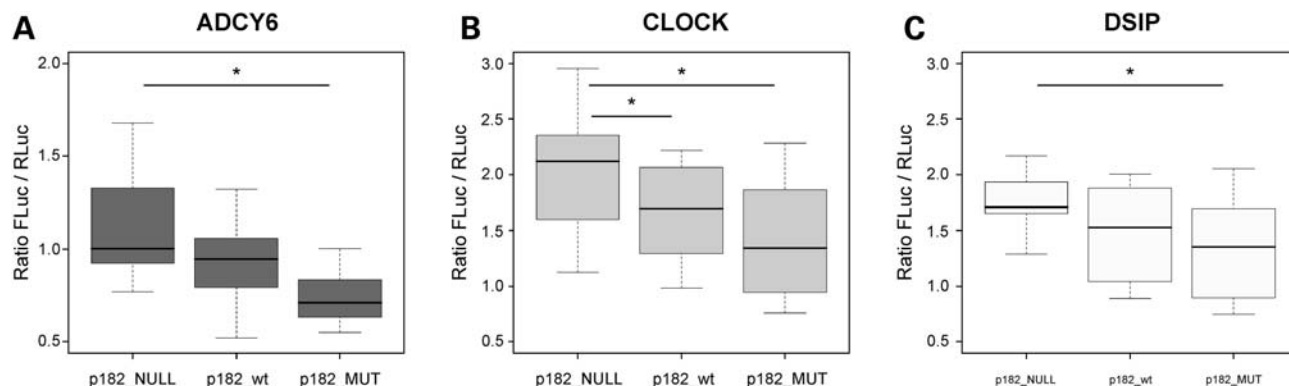 A
ADCY6
Ratio FLuc / RLuc
2.0
1.5
1.0
0.5
*
p182_NULL
p182_wt
p182_MUT
B
CLOCK
Ratio FLuc / RLuc
3.0
2.5
2.0
1.5
1.0
0.5
*
*
p182_NULL
p182_wt
p182_MUT
C
DSIP
Ratio FLuc / RLuc
3.0
2.5
2.0
1.5
1.0
0.5
*
p182_NULL
p182_wt
p182_MUT